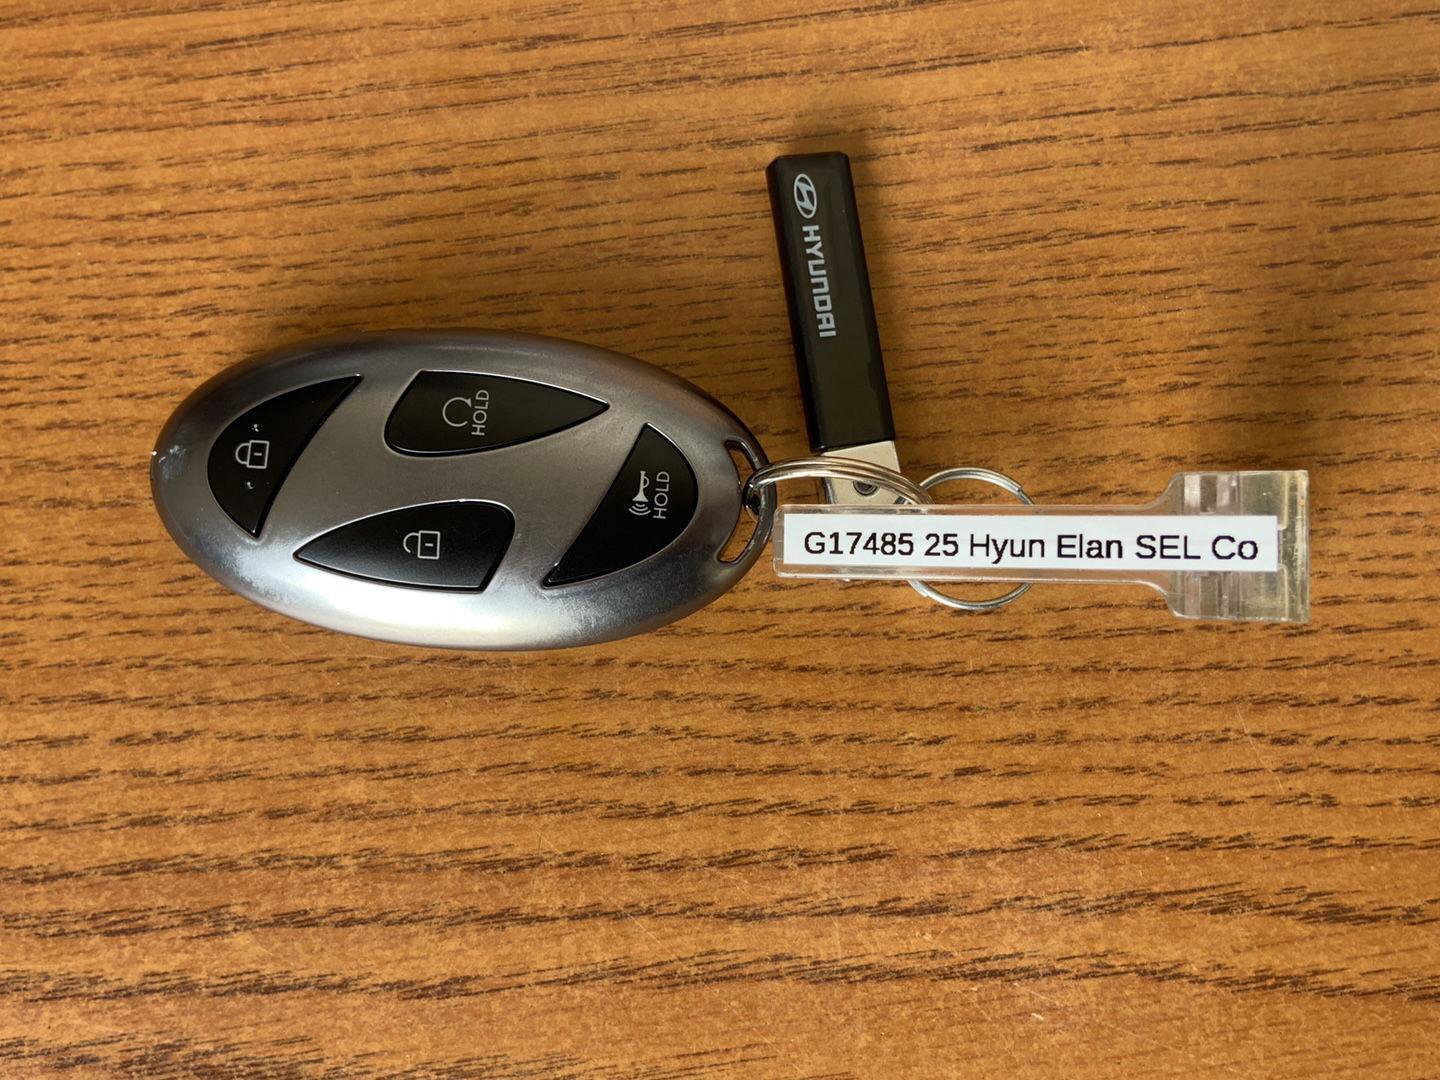 HYUNDAI
HOLD
HOLD
G17485 25 Hyun Elan SEL Co